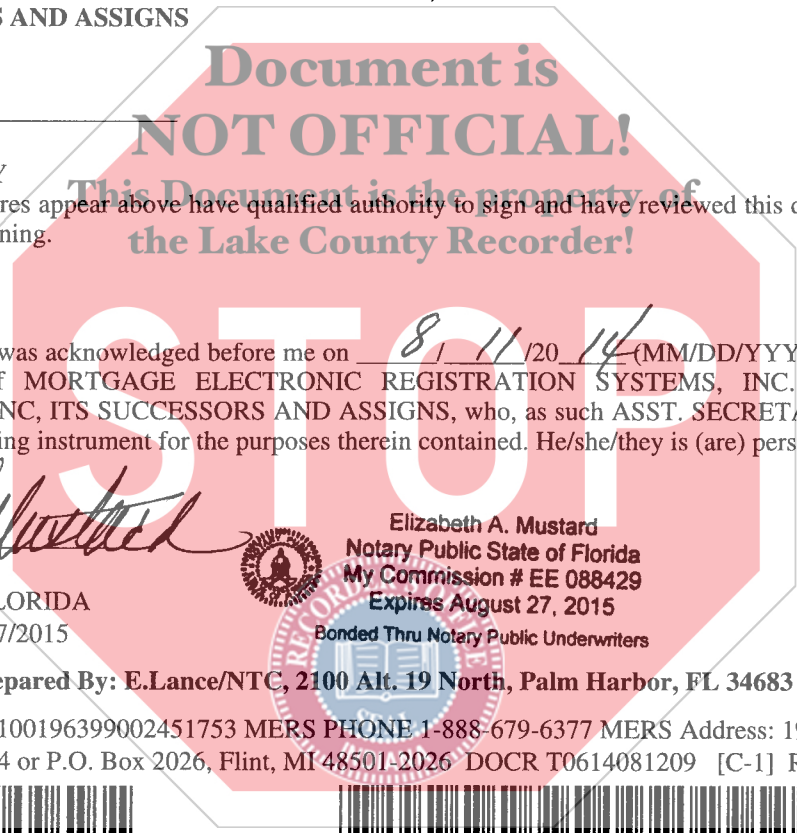 S AND ASSIGNS
Document is
NOT OFFICIAL!
Y
This Document is the property of
res appear above have qualified authority to sign and have reviewed this
ning.
the Lake County Recorder!
STOP
was acknowledged before me on 8/11/2014 (MM/DD/YYY
f MORTGAGE ELECTRONIC REGISTRATION SYSTEMS, INC.
NC, ITS SUCCESSORS AND ASSIGNS, who, as such ASST. SECRETA
ing instrument for the purposes therein contained. He/she/they is (are) pers
Elizabeth A. Mustard
Notary Public State of Florida
My Commission # EE 088429
Expires August 27, 2015
Bonded Thru Notary Public Underwriters
LORIDA
7/2015
RECORDER'S OFFICE
SEAL
epared By: E.Lance/NTC, 2100 Alt. 19 North, Palm Harbor, FL 34683
100196399002451753 MERS PHONE 1-888-679-6377 MERS Address: 19
4 or P.O. Box 2026, Flint, MI 48501-2026 DOCR T0614081209 [C-1] F